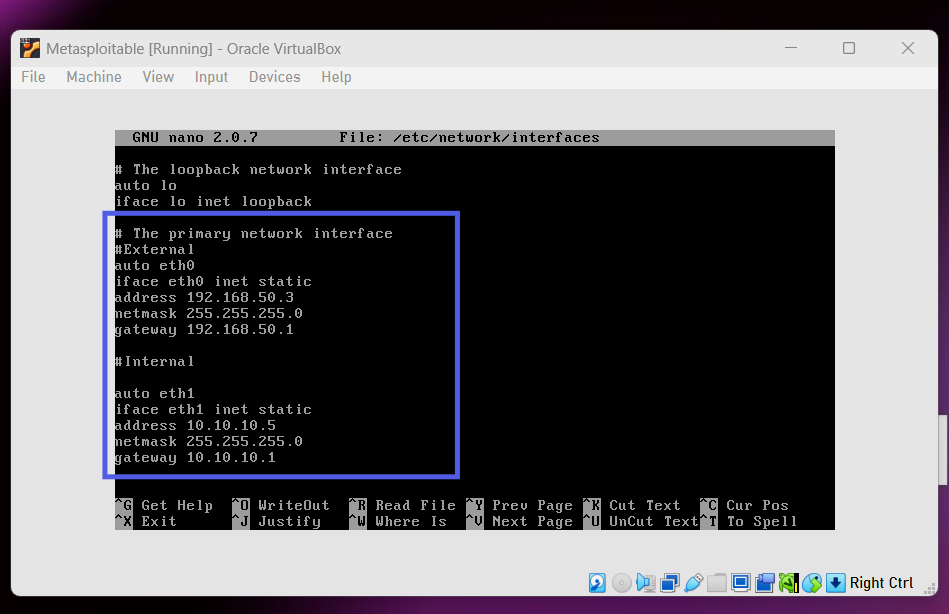 Metasploitable [Running] - Oracle VirtualBox
File Machine View Input Devices Help
GNU nano 2.0.7 File: /etc/network/interfaces
# The loopback network interface
auto lo
iface lo inet loopback
# The primary network interface
#External
auto eth0
iface eth0 inet static
address 192.168.50.3
netmask 255.255.255.0
gateway 192.168.50.1
#Internal
auto eth1
iface eth1 inet static
address 10.10.10.5
netmask 255.255.255.0
gateway 10.10.10.1
^G Get Help ^O WriteOut ^R Read File ^Y Prev Page ^K Cut Text ^C Cur Pos
^X Exit ^J Justify ^W Where Is ^V Next Page ^U UnCut Text ^T To Spell
Right Ctrl